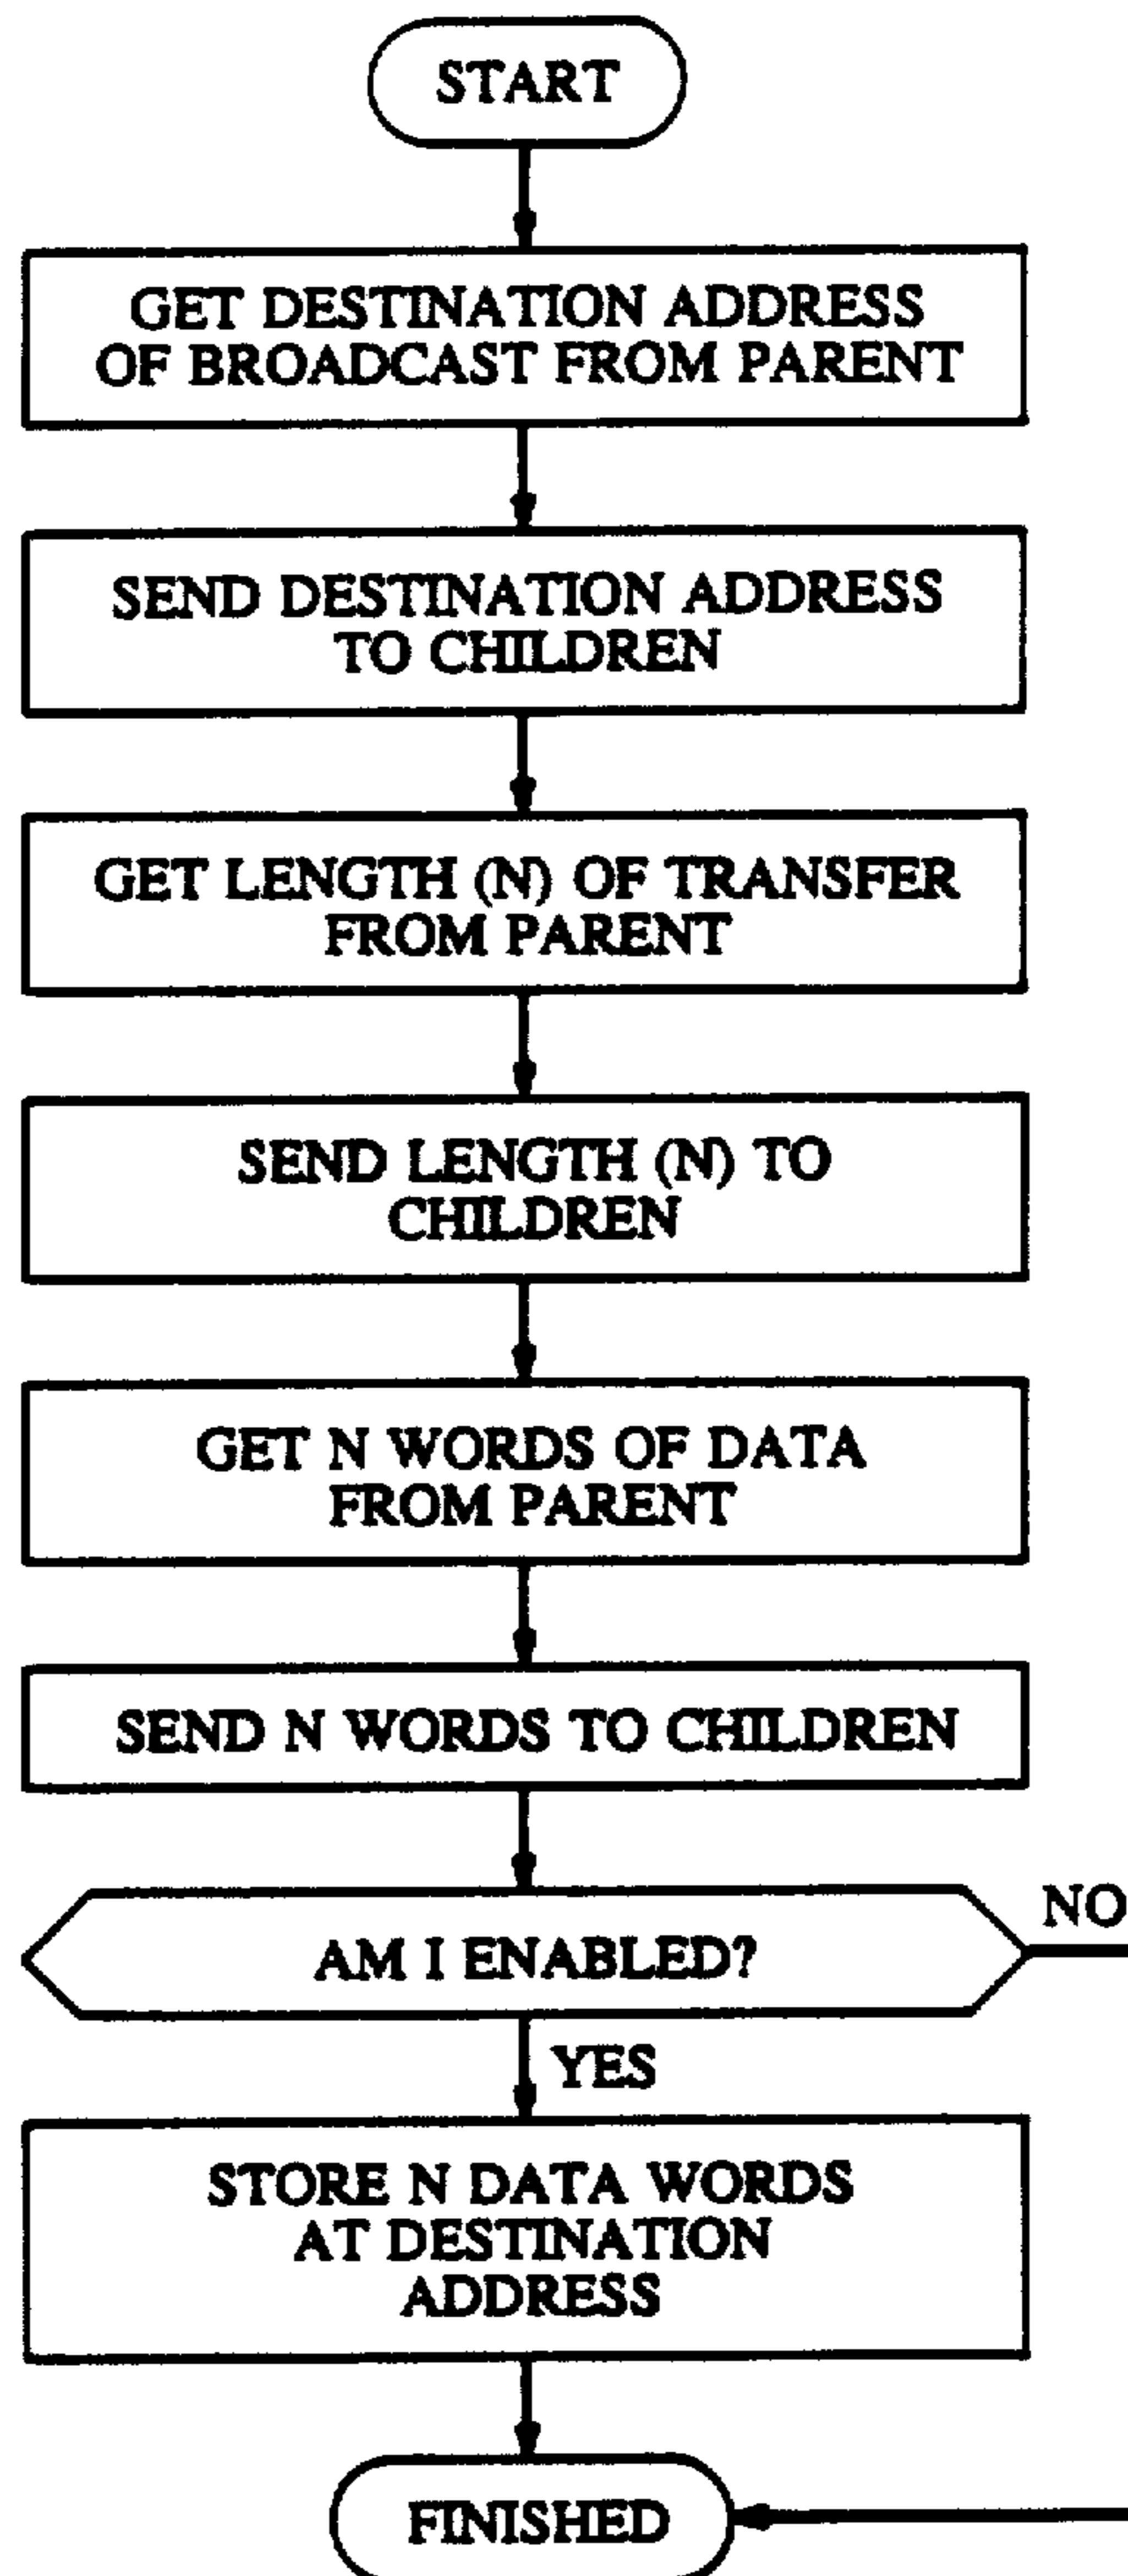 START
GET DESTINATION ADDRESS
OF BROADCAST FROM PARENT
SEND DESTINATION ADDRESS
TO CHILDREN
GET LENGTH (N) OF TRANSFER
FROM PARENT
SEND LENGTH (N) TO
CHILDREN
GET N WORDS OF DATA
FROM PARENT
SEND N WORDS TO CHILDREN
AM I ENABLED?
NO
YES
STORE N DATA WORDS
AT DESTINATION
ADDRESS
FINISHED